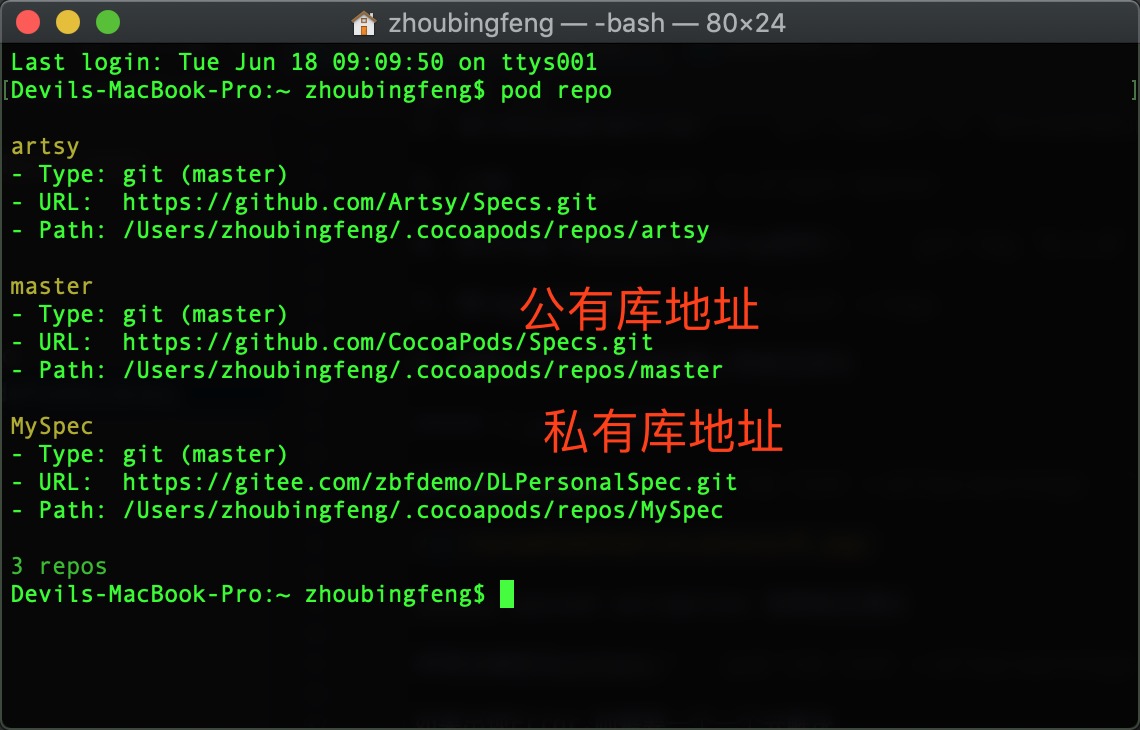 zhoubingfeng — -bash — 80×24
Last login: Tue Jun 18 09:09:50 on ttys001
[Devils-MacBook-Pro:~ zhoubingfeng$ pod repo ]
artsy
- Type: git (master)
- URL:  https://github.com/Artsy/Specs.git
- Path: /Users/zhoubingfeng/.cocoapods/repos/artsy
master
- Type: git (master)
公有库地址
- URL:  https://github.com/CocoaPods/Specs.git
- Path: /Users/zhoubingfeng/.cocoapods/repos/master
MySpec
私有库地址
- Type: git (master)
- URL:  https://gitee.com/zbfdemo/DLPersonalSpec.git
- Path: /Users/zhoubingfeng/.cocoapods/repos/MySpec
3 repos
Devils-MacBook-Pro:~ zhoubingfeng$